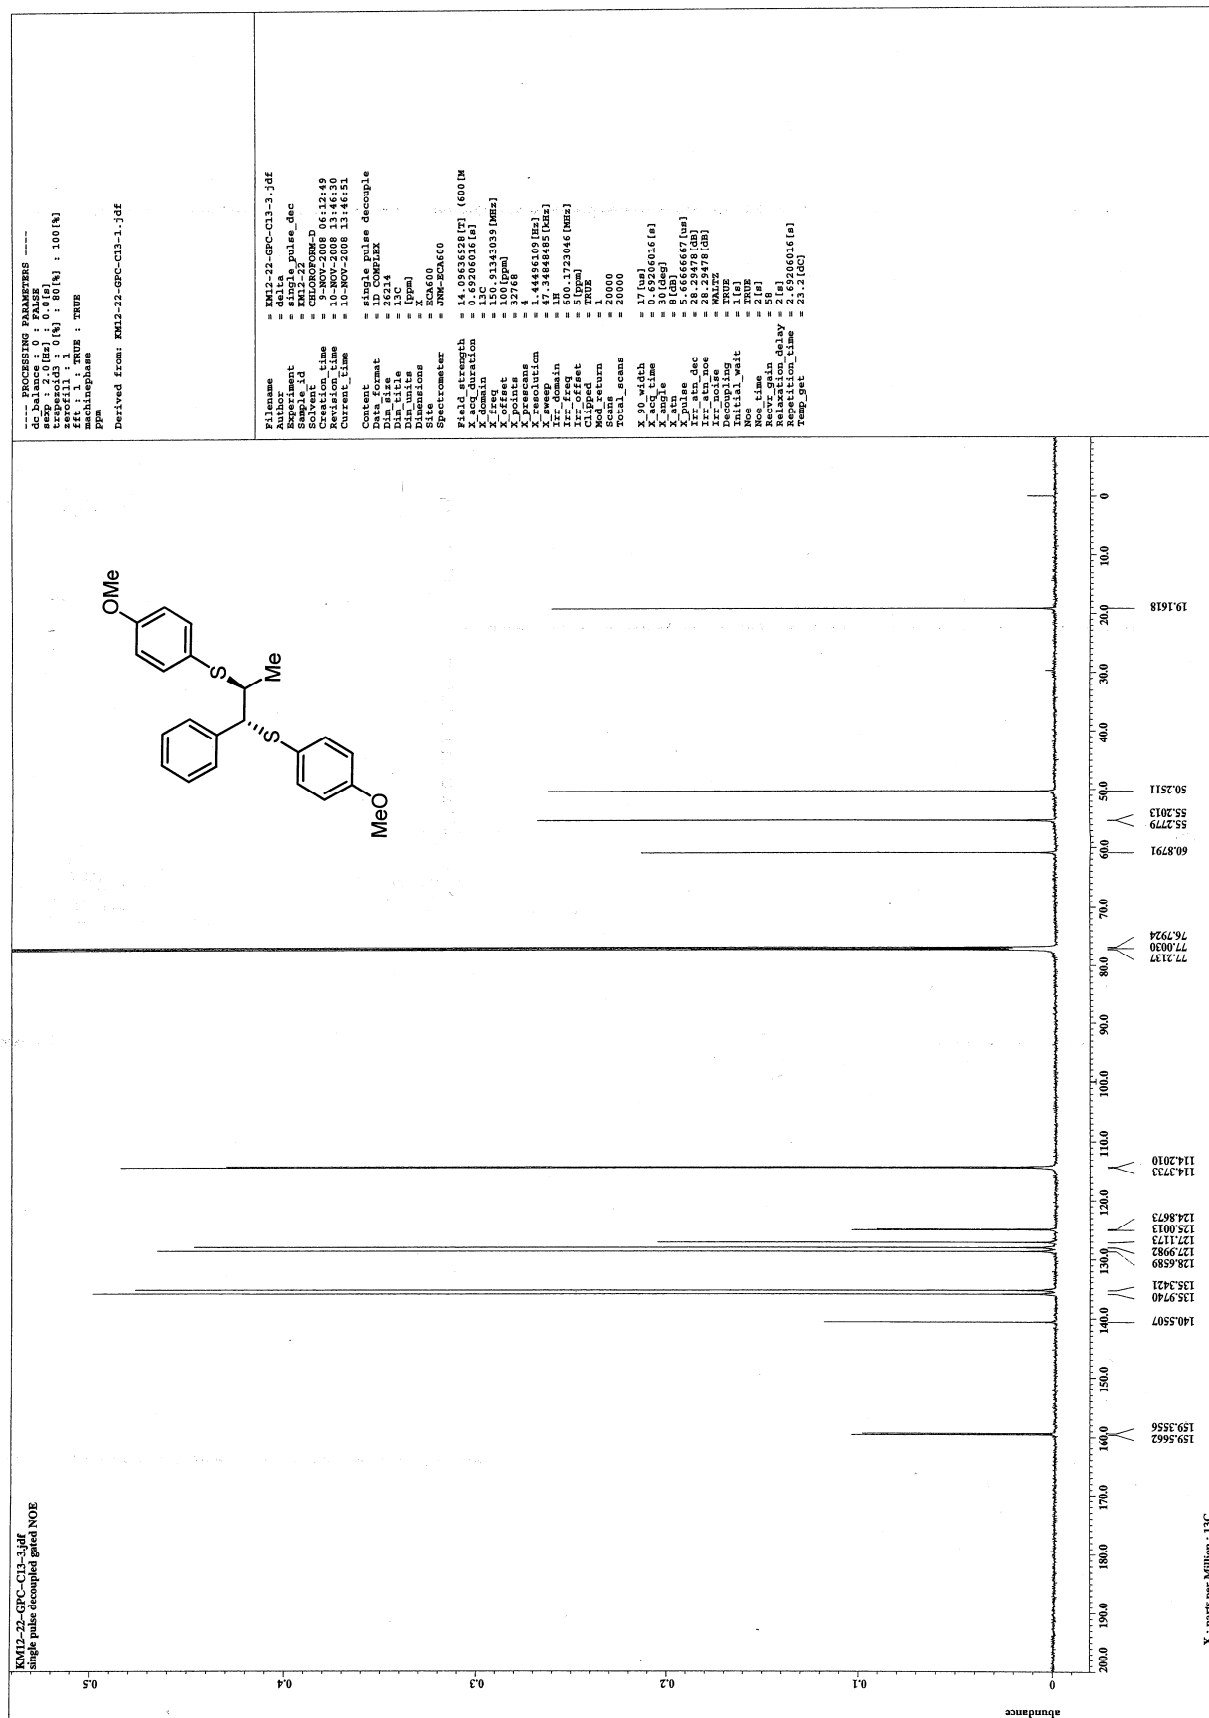 KM12-22-GPC-C13-3.jdf
single pulse decoupled gated NOE
---- PROCESSING PARAMETERS ----
dc_balance : 0 : FALSE
sexp : 2.0[Hz] : 0.0[s]
trapezoid3 : 0[%] : 80[%] : 100[%]
zerofill : 1
fft : 1 : TRUE : TRUE
machinephase
ppm
Derived from: KM12-22-GPC-C13-1.jdf
Filename = KM12-22-GPC-C13-3.jdf
Author = delta
Experiment = single_pulse_dec
Sample_id = KM12-22
Solvent = CHLOROFORM-D
Creation_time = 9-NOV-2008 06:12:49
Revision_time = 10-NOV-2008 13:46:30
Current_time = 10-NOV-2008 13:46:51
Content = single pulse decouple
Data_format = 1D COMPLEX
Dim_size = 26214
Dim_title = 13C
Dim_units = [ppm]
Dimensions = X
Site = ECA600
Spectrometer = JNM-ECA600
Field_strength = 14.09636528[T] (600[M
X_acq_duration = 0.69206016[s]
X_domain = 13C
X_freq = 150.91343039[MHz]
X_offset = 100[ppm]
X_points = 32768
X_prescans = 4
X_resolution = 1.44496109[Hz]
X_sweep = 47.34848485[kHz]
Irr_domain = 1H
Irr_freq = 600.1723046[MHz]
Irr_offset = 5[ppm]
Clipped = TRUE
Mod_return = 1
Scans = 20000
Total_scans = 20000
X_90_width = 17[us]
X_acq_time = 0.69206016[s]
X_angle = 30[deg]
X_atn = 8[dB]
X_pulse = 5.66666667[us]
Irr_atn_dec = 28.29478[dB]
Irr_atn_noe = 28.29478[dB]
Irr_noise = WALTZ
Decoupling = TRUE
Initial_wait = 1[s]
Noe = TRUE
Noe_time = 2[s]
Recvr_gain = 58
Relaxation_delay = 2[s]
Repetition_time = 2.69206016[s]
Temp_get = 23.2[dC]
OMe
S
Me
S
MeO
abundance
0 0.1 0.2 0.3 0.4 0.5
200.0 190.0 180.0 170.0 160.0 150.0 140.0 130.0 120.0 110.0 100.0 90.0 80.0 70.0 60.0 50.0 40.0 30.0 20.0 10.0 0
159.5662
159.3556
140.5507
135.9740
135.3421
128.6589
127.9982
127.1173
125.0013
124.8673
114.3733
114.2010
77.2137
77.0030
76.7924
60.8791
55.2779
55.2013
50.2511
19.1618
X : parts per Million : 13C